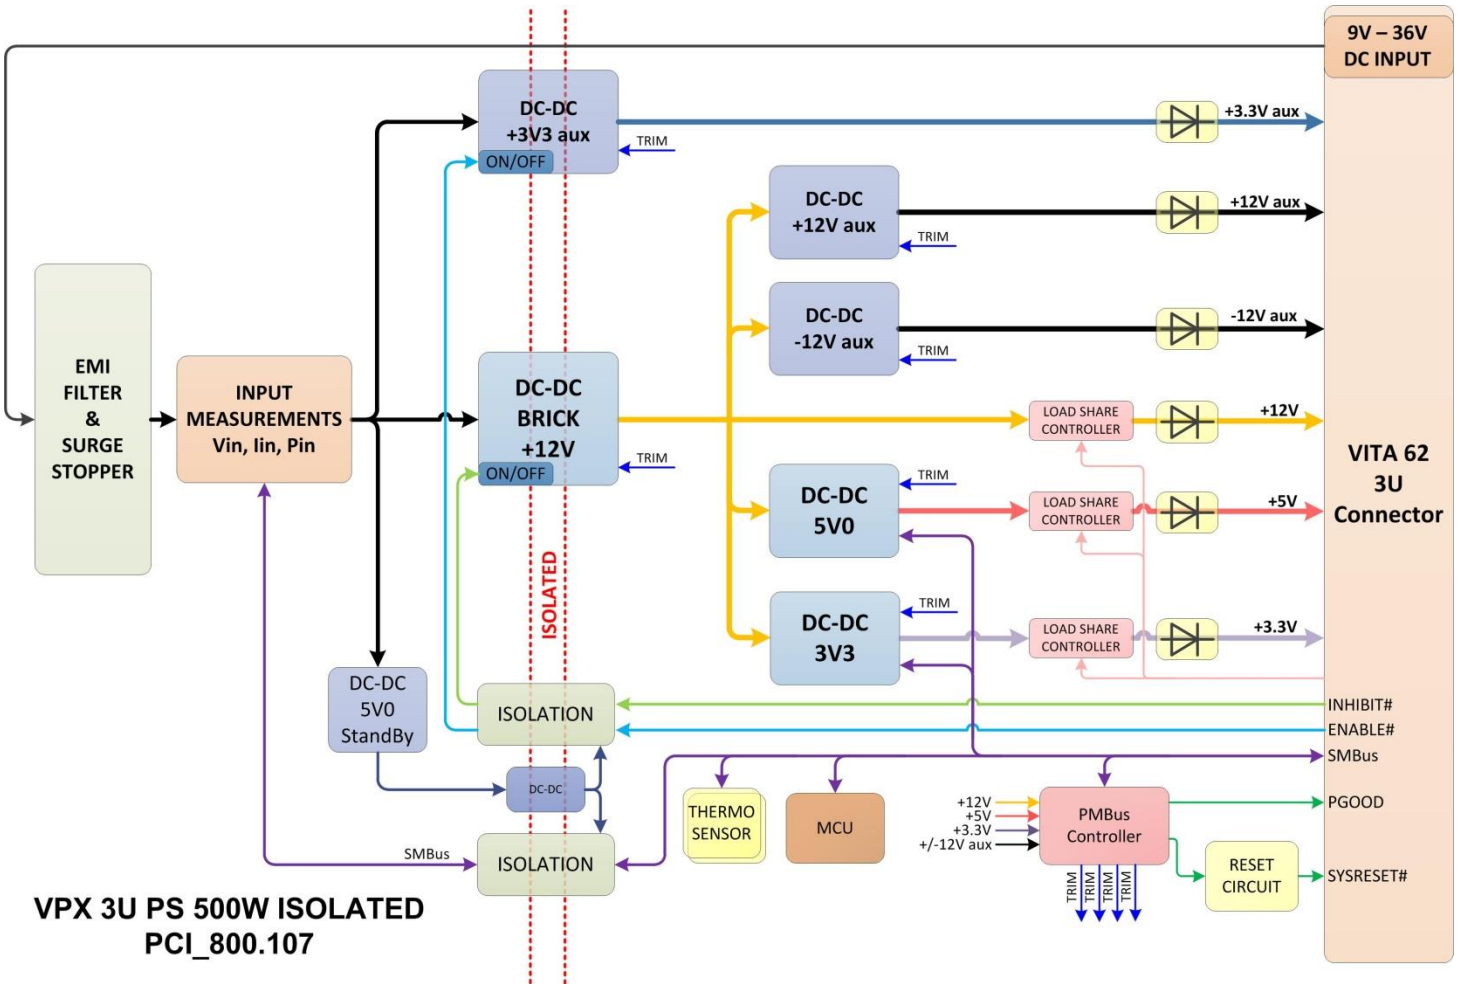 9V – 36V
DC INPUT
DC-DC
+3V3 aux
ON/OFF
TRIM
+3.3V aux
DC-DC
+12V aux
TRIM
+12V aux
DC-DC
-12V aux
TRIM
-12V aux
EMI
FILTER
&
SURGE
STOPPER
INPUT
MEASUREMENTS
Vin, Iin, Pin
DC-DC
BRICK
+12V
ON/OFF
TRIM
LOAD SHARE
CONTROLLER
+12V
VITA 62
3U
Connector
DC-DC
5V0
TRIM
LOAD SHARE
CONTROLLER
+5V
ISOLATED
DC-DC
3V3
TRIM
LOAD SHARE
CONTROLLER
+3.3V
DC-DC
5V0
StandBy
ISOLATION
INHIBIT#
ENABLE#
SMBus
DC-DC
THERMO
SENSOR
MCU
+12V
+5V
+3.3V
+/-12V aux
PMBus
Controller
PGOOD
SMBus
ISOLATION
TRIM
TRIM
TRIM
TRIM
RESET
CIRCUIT
SYSRESET#
VPX 3U PS 500W ISOLATED
PCI_800.107